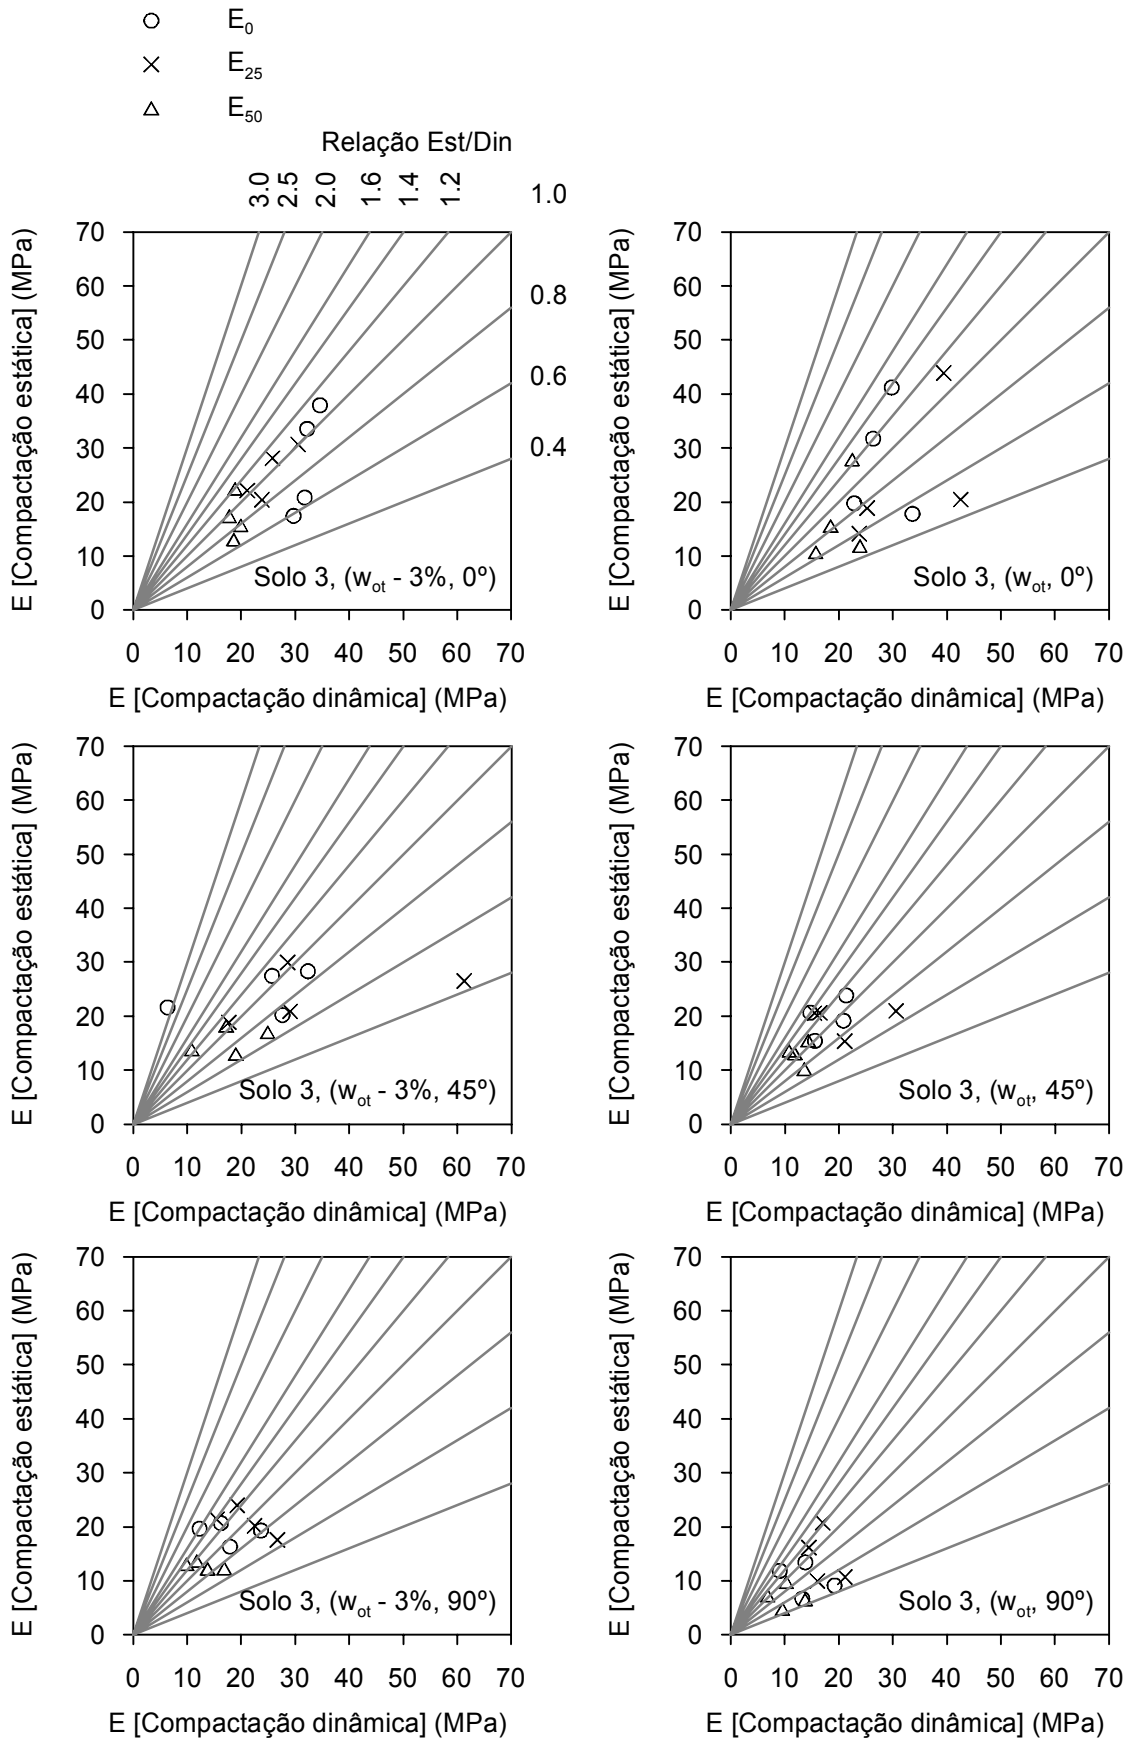 E0
E25
E50
Relação Est/Din
3.0 2.5 2.0 1.6 1.4 1.2 1.0
0.8
0.6
0.4
E [Compactação estática] (MPa)
70
60
50
40
30
20
10
0
Solo 3, (wot - 3%, 0º)
0 10 20 30 40 50 60 70
E [Compactação dinâmica] (MPa)
E [Compactação estática] (MPa)
70
60
50
40
30
20
10
0
Solo 3, (wot, 0º)
0 10 20 30 40 50 60 70
E [Compactação dinâmica] (MPa)
E [Compactação estática] (MPa)
70
60
50
40
30
20
10
0
Solo 3, (wot - 3%, 45º)
0 10 20 30 40 50 60 70
E [Compactação dinâmica] (MPa)
E [Compactação estática] (MPa)
70
60
50
40
30
20
10
0
Solo 3, (wot, 45º)
0 10 20 30 40 50 60 70
E [Compactação dinâmica] (MPa)
E [Compactação estática] (MPa)
70
60
50
40
30
20
10
0
Solo 3, (wot - 3%, 90º)
0 10 20 30 40 50 60 70
E [Compactação dinâmica] (MPa)
E [Compactação estática] (MPa)
70
60
50
40
30
20
10
0
Solo 3, (wot, 90º)
0 10 20 30 40 50 60 70
E [Compactação dinâmica] (MPa)